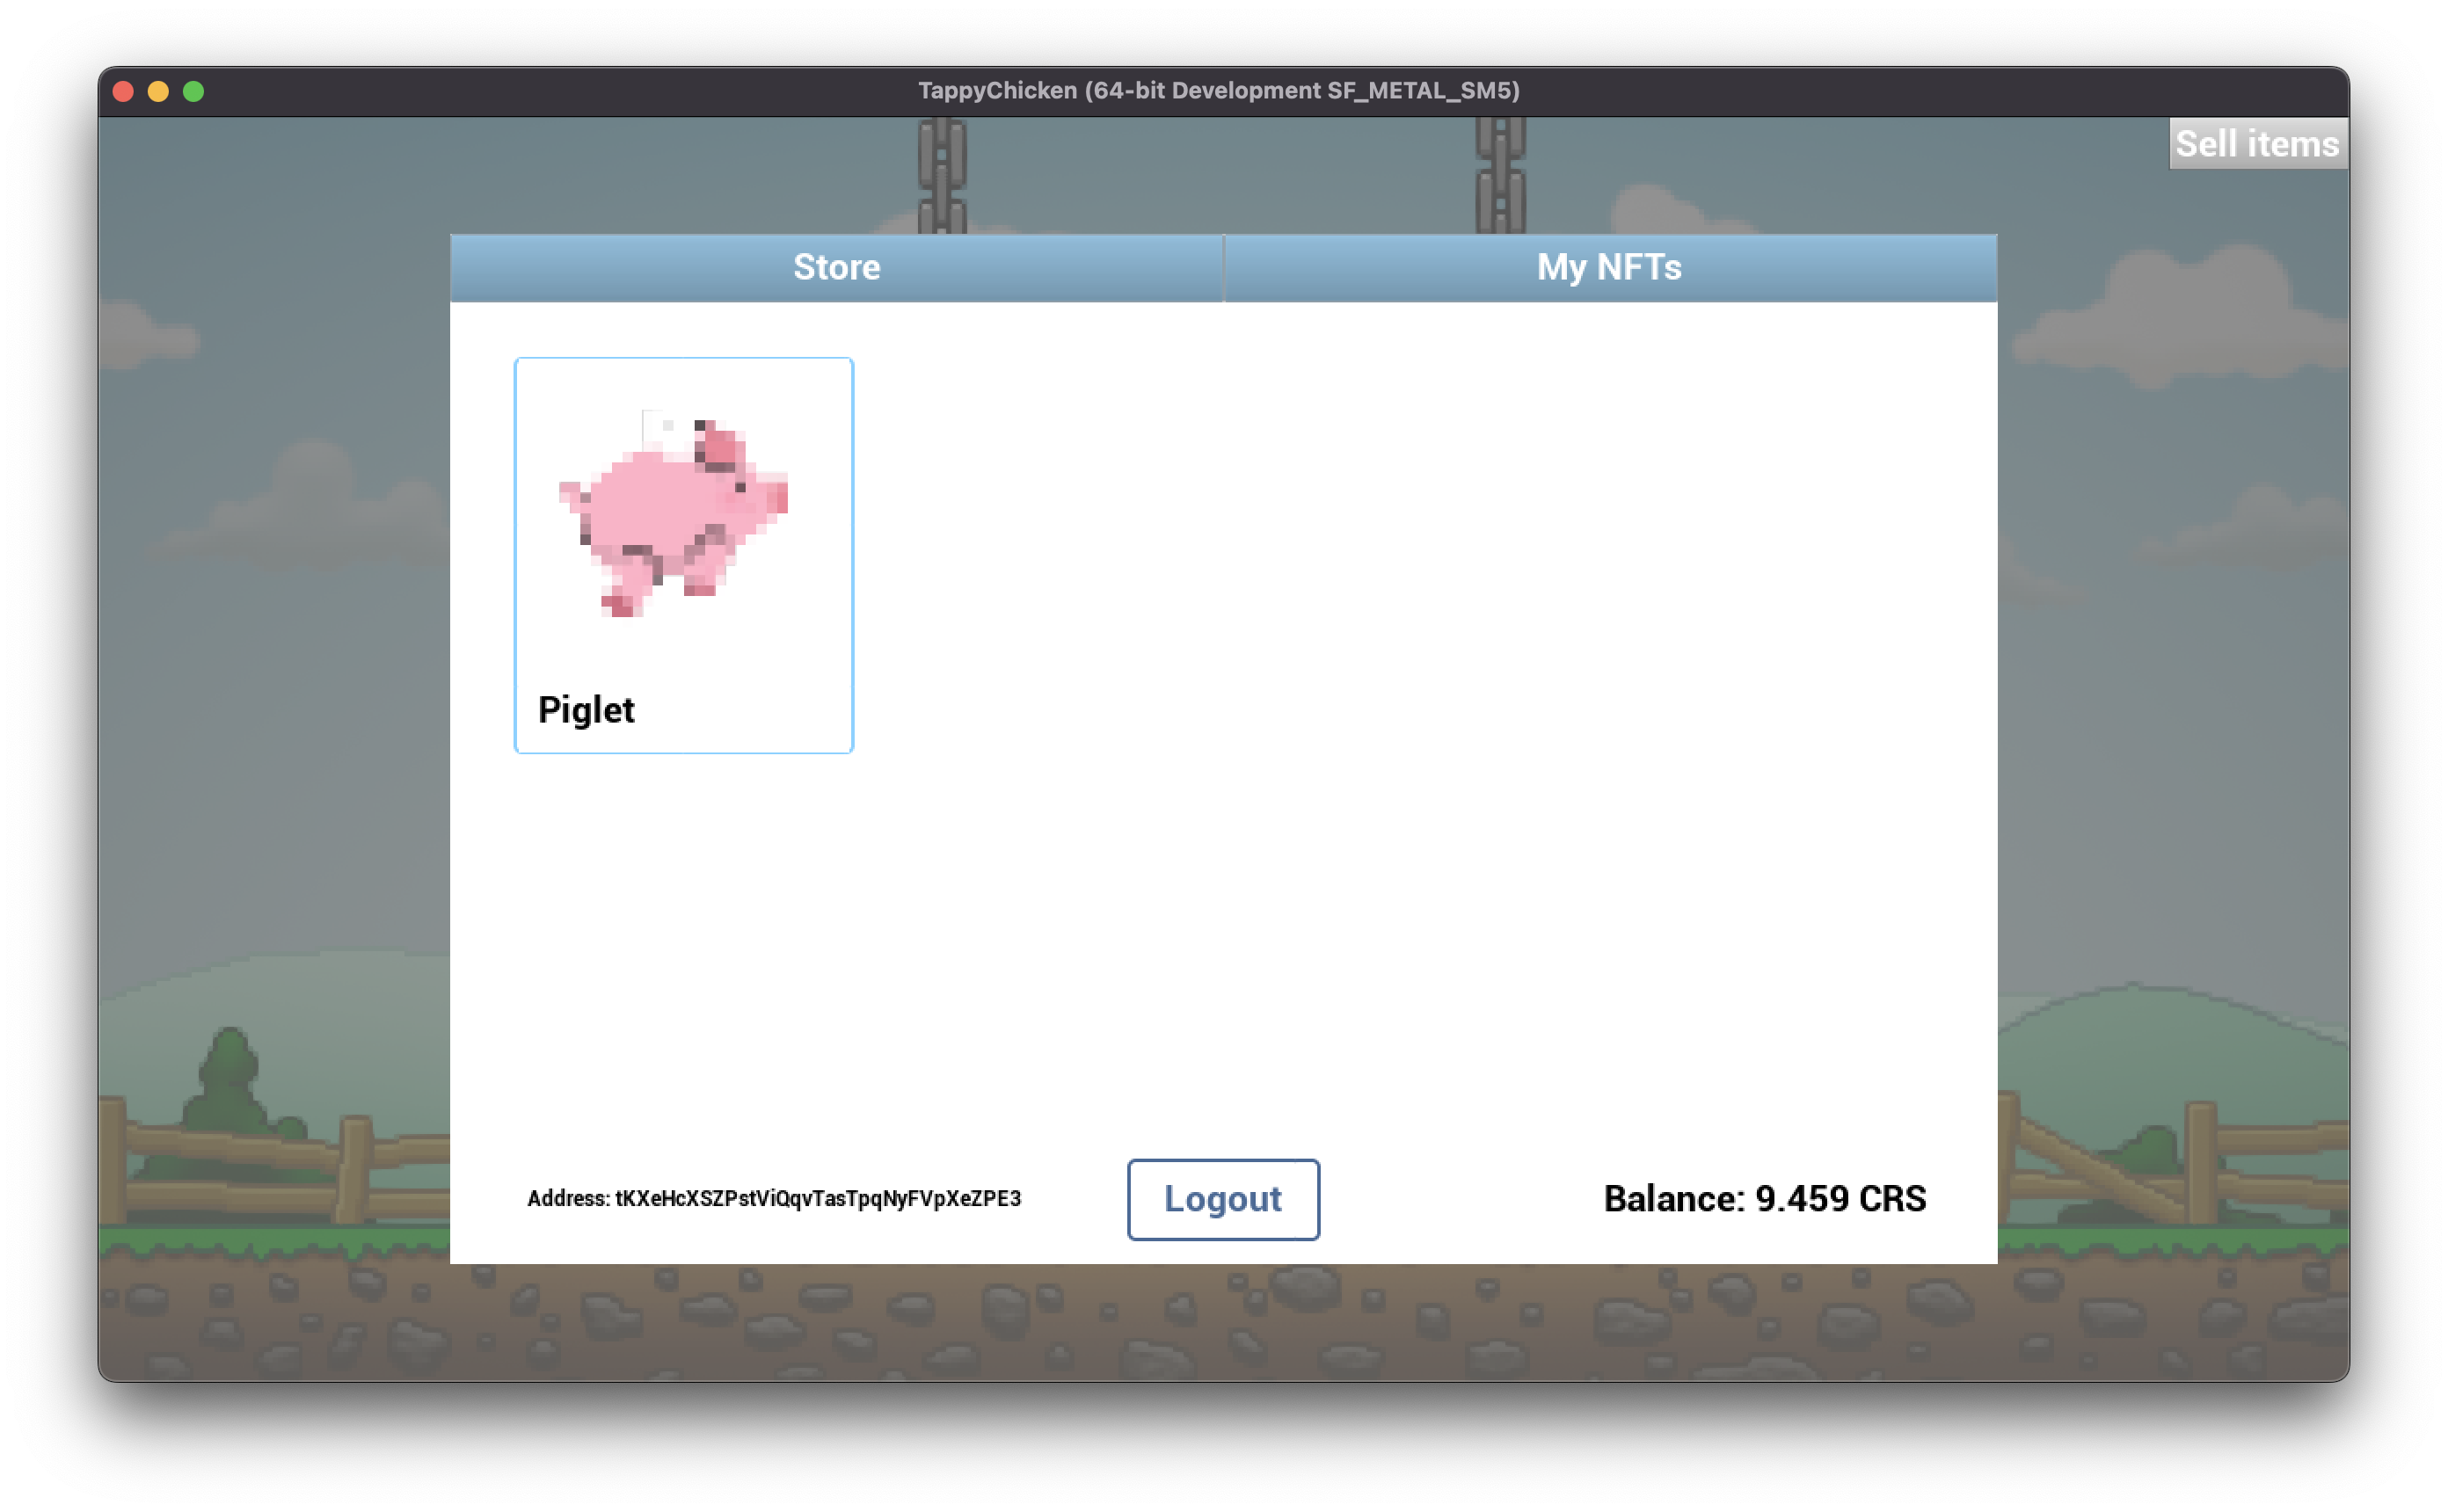 TappyChicken (64-bit Development SF_METAL_SM5)
Sell items
Store
My NFTs
Piglet
Address: tKXeHcXSZPstViQqvTasTpqNyFVpXeZPE3
Logout
Balance: 9.459 CRS